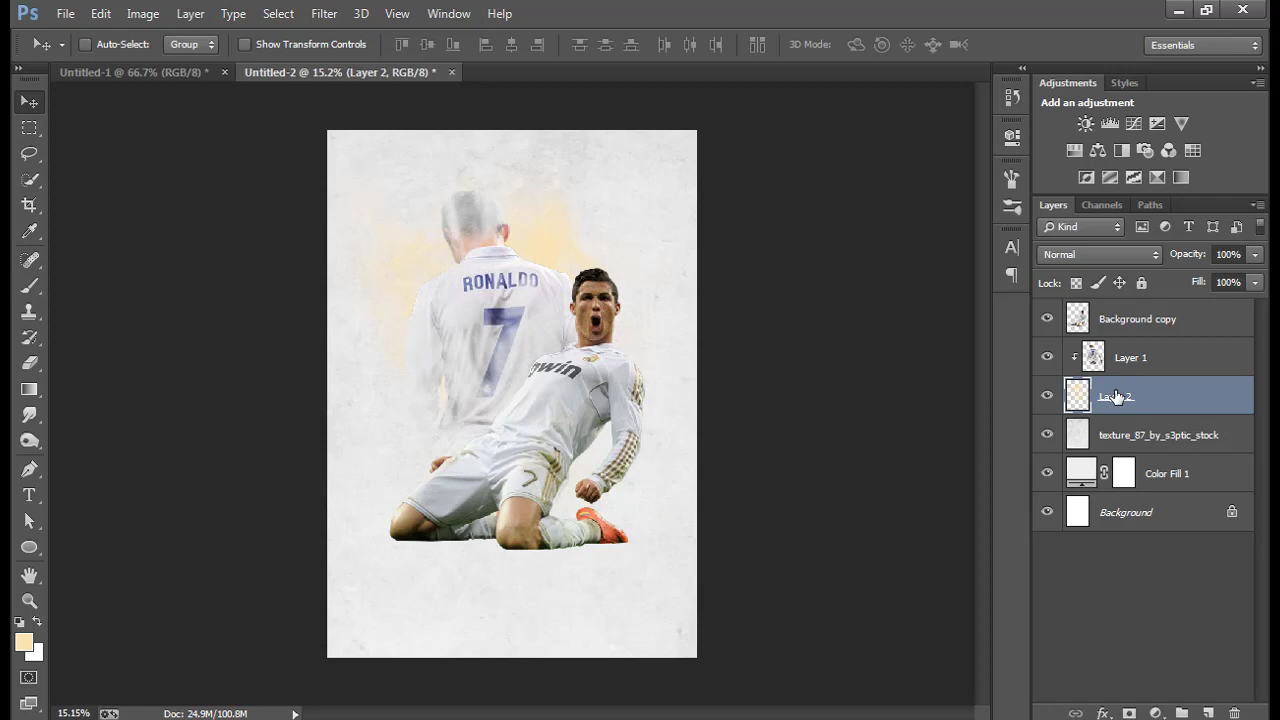 Ps File Edit Image Layer Type Select Filter 3D View Window Help
Auto-Select: Group Show Transform Controls 3D Mode: Essentials
Untitled-1 @ 66.7% (RGB/8) * × Untitled-2 @ 15.2% (Layer 2, RGB/8) * ×
Adjustments Styles
Add an adjustment
Layers Channels Paths
Kind
Normal Opacity: 100%
Lock: Fill: 100%
Background copy
Layer 1
texture_87_by_s3ptic_stock
Color Fill 1
Background
RONALDO
7
bwin
7
15.15% Doc: 24.9M/100.8M